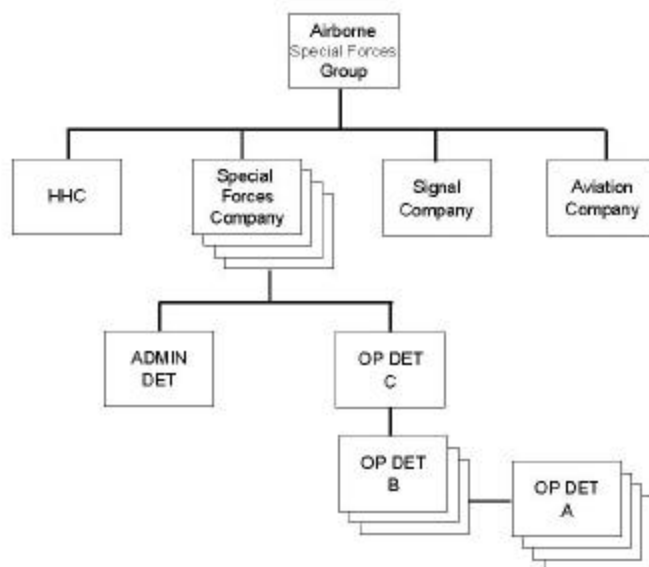 Airborne
Special Forces
Group
HHC
Special
Forces
Company
Signal
Company
Aviation
Company
ADMIN
DET
OP DET
C
OP DET
B
OP DET
A